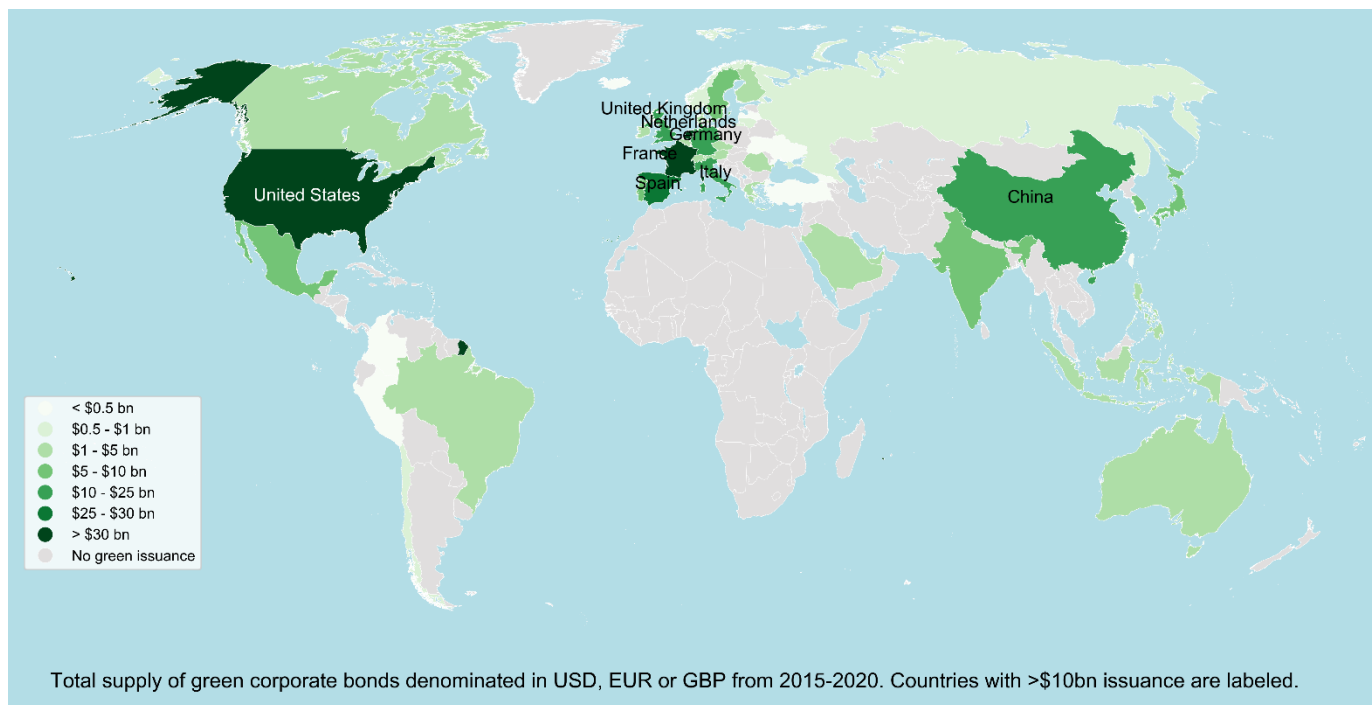 United Kingdom
Netherlands
Germany
France
Italy
Spain
United States
China
< $0.5 bn
$0.5 - $1 bn
$1 - $5 bn
$5 - $10 bn
$10 - $25 bn
$25 - $30 bn
> $30 bn
No green issuance
Total supply of green corporate bonds denominated in USD, EUR or GBP from 2015-2020. Countries with >$10bn issuance are labeled.